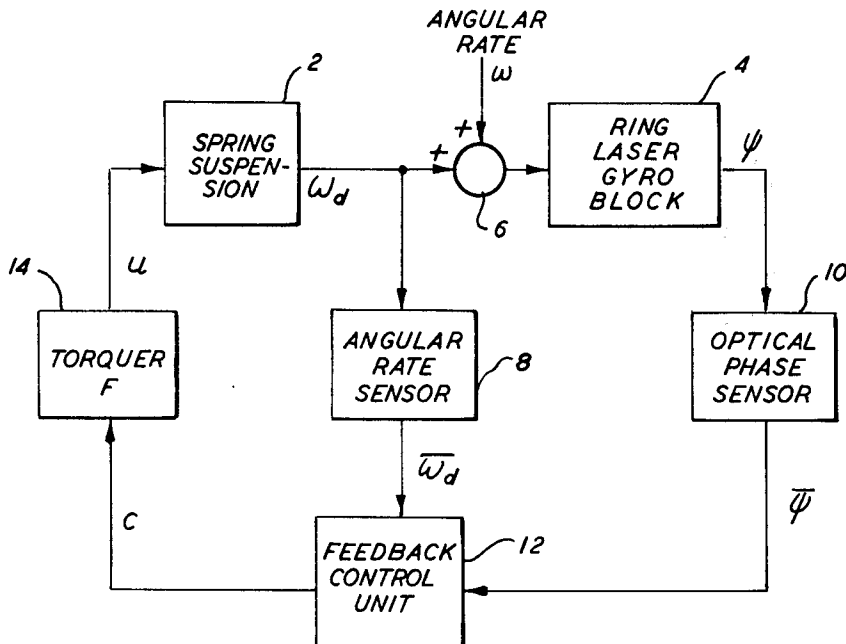 ANGULAR
RATE
ω
2
4
SPRING
SUSPEN-
SION
+
+
6
RING
LASER
GYRO
BLOCK
ψ
ω_d
u
14
TORQUER
F
ANGULAR
RATE
SENSOR
8
10
OPTICAL
PHASE
SENSOR
ω̅_d
ψ̅
C
FEEDBACK
CONTROL
UNIT
12